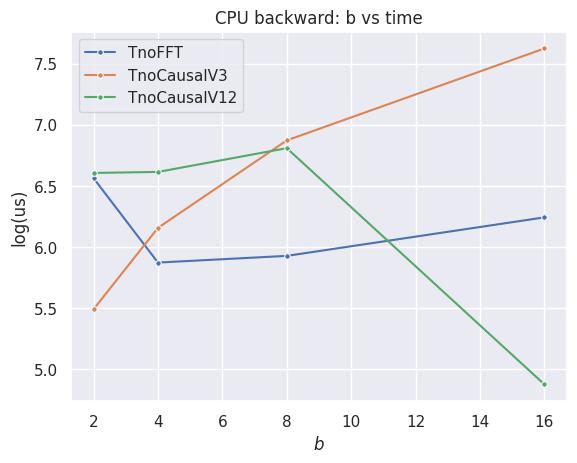 CPU backward: b vs time
TnoFFT
TnoCausalV3
TnoCausalV12
7.5
7.0
6.5
6.0
5.5
5.0
log(us)
2 4 6 8 10 12 14 16
b